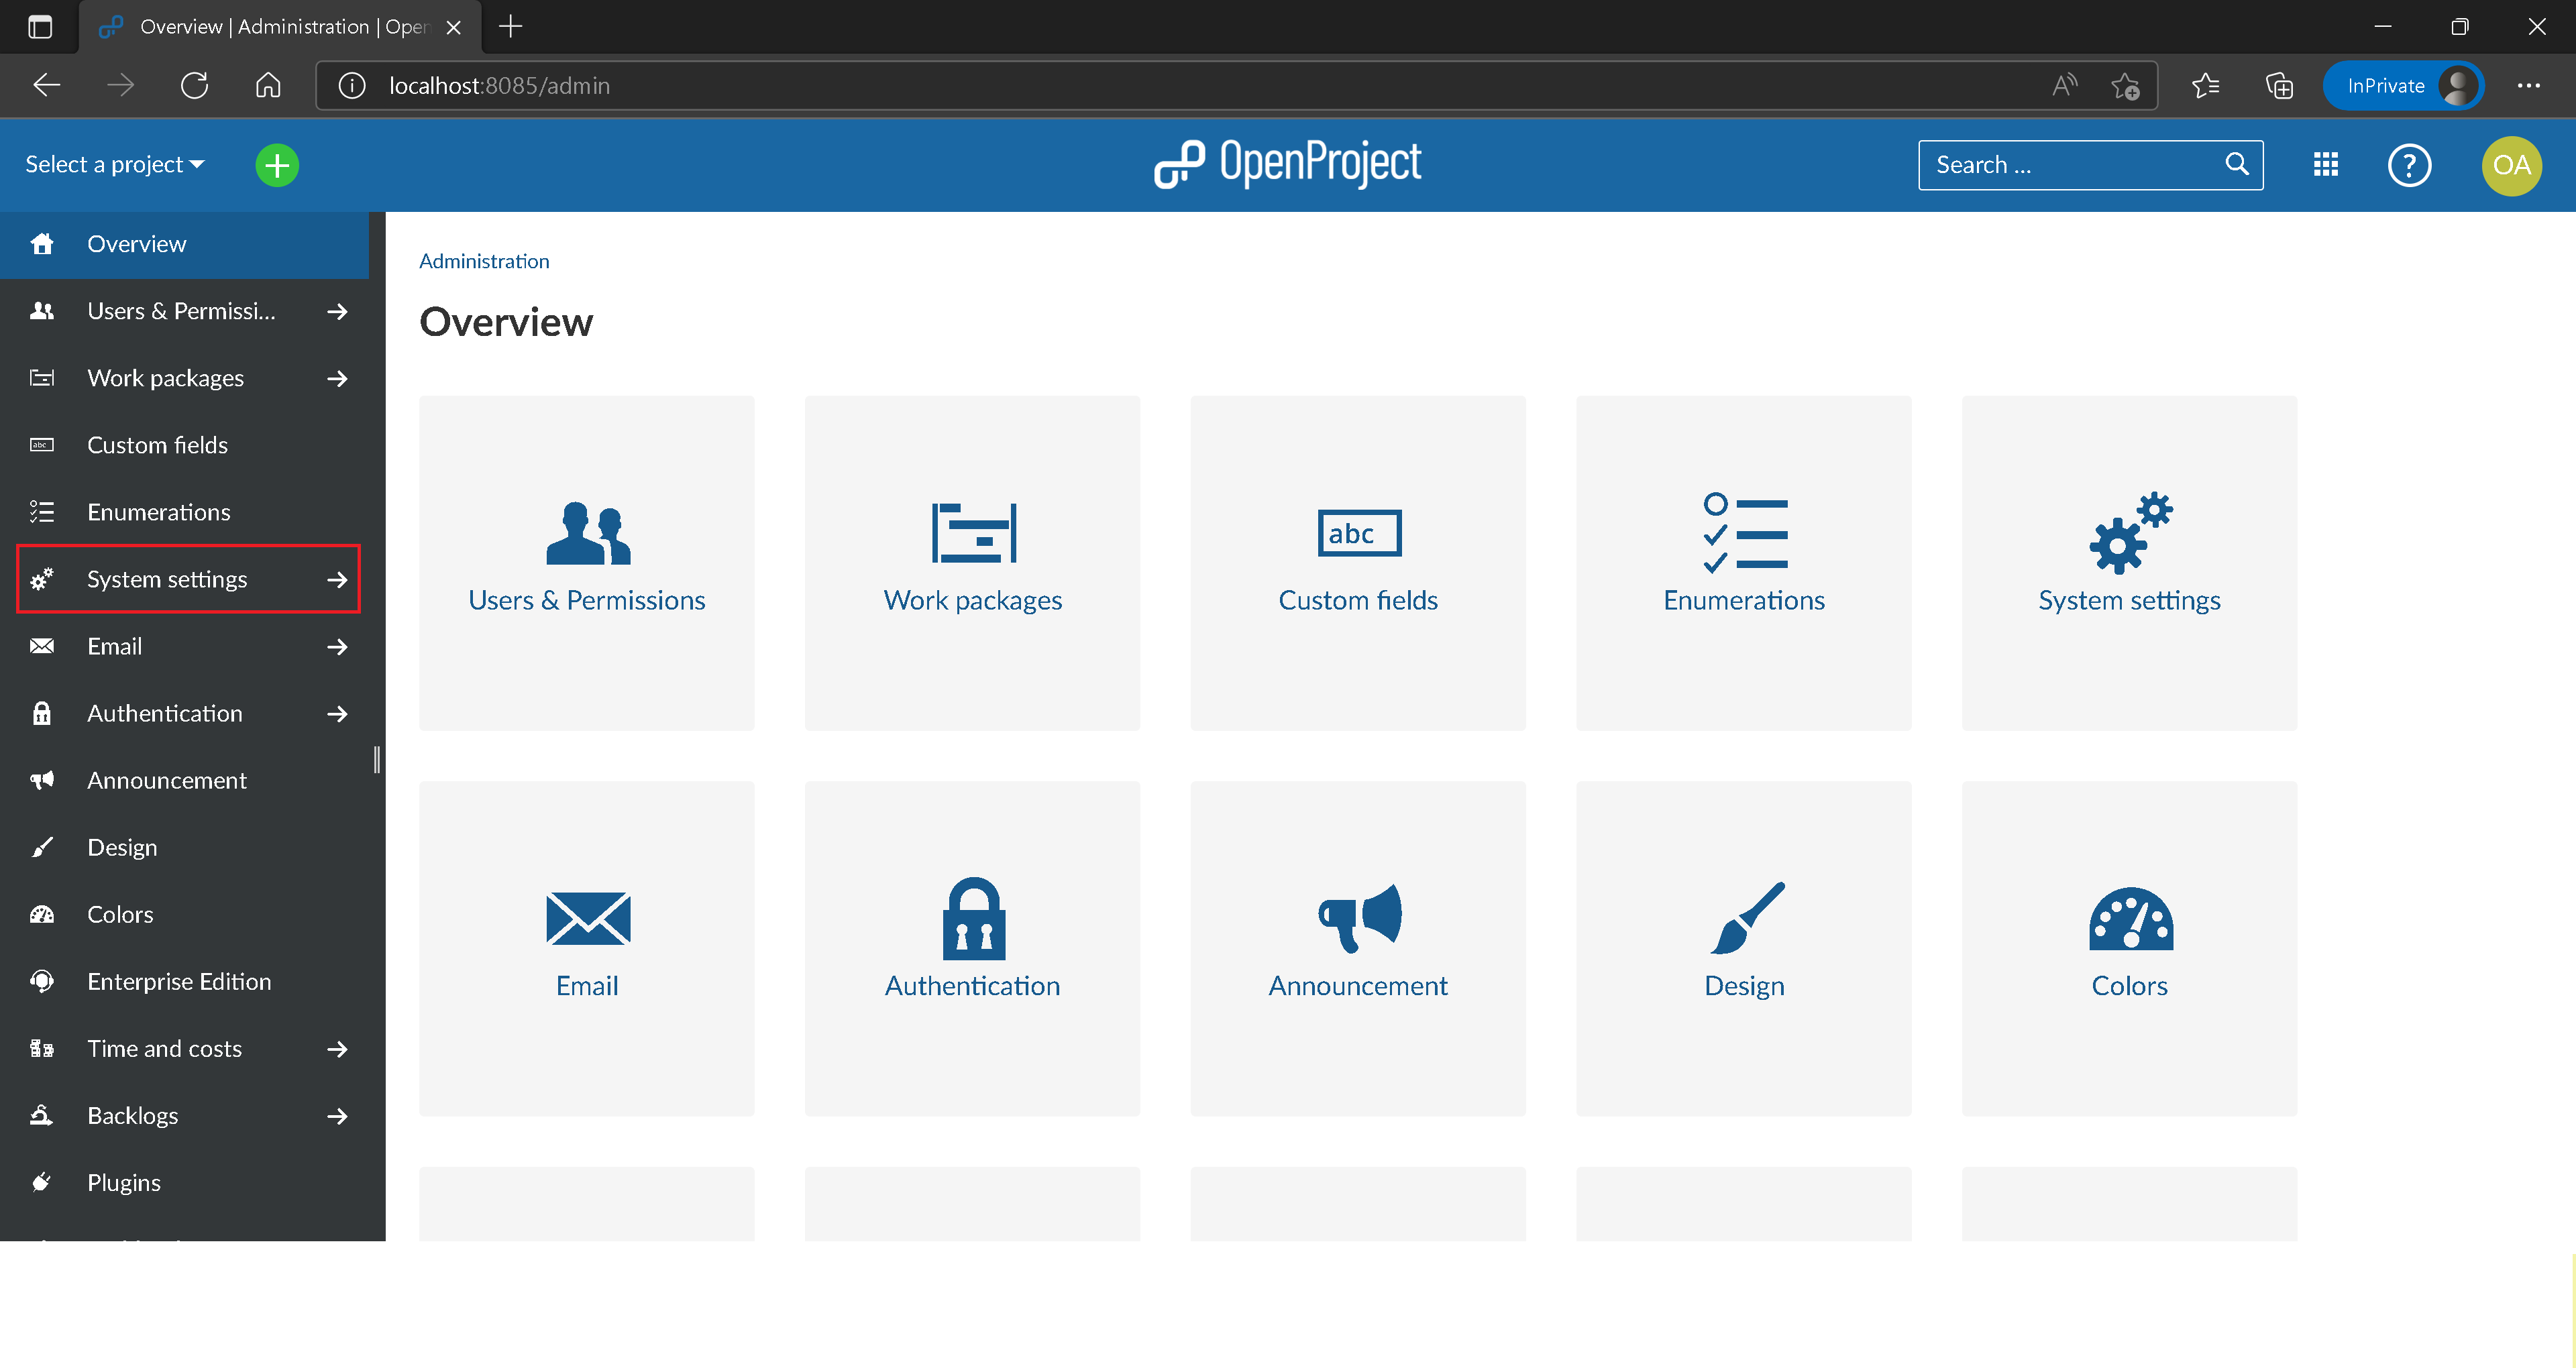 Overview | Administration | Open
localhost:8085/admin
InPrivate
Select a project
OpenProject
Search ...
?
OA
Overview
Users & Permissi...
Work packages
Custom fields
Enumerations
System settings
Email
Authentication
Announcement
Design
Colors
Enterprise Edition
Time and costs
Backlogs
Plugins
Administration
Overview
abc
Users & Permissions
Work packages
Custom fields
Enumerations
System settings
Email
Authentication
Announcement
Design
Colors